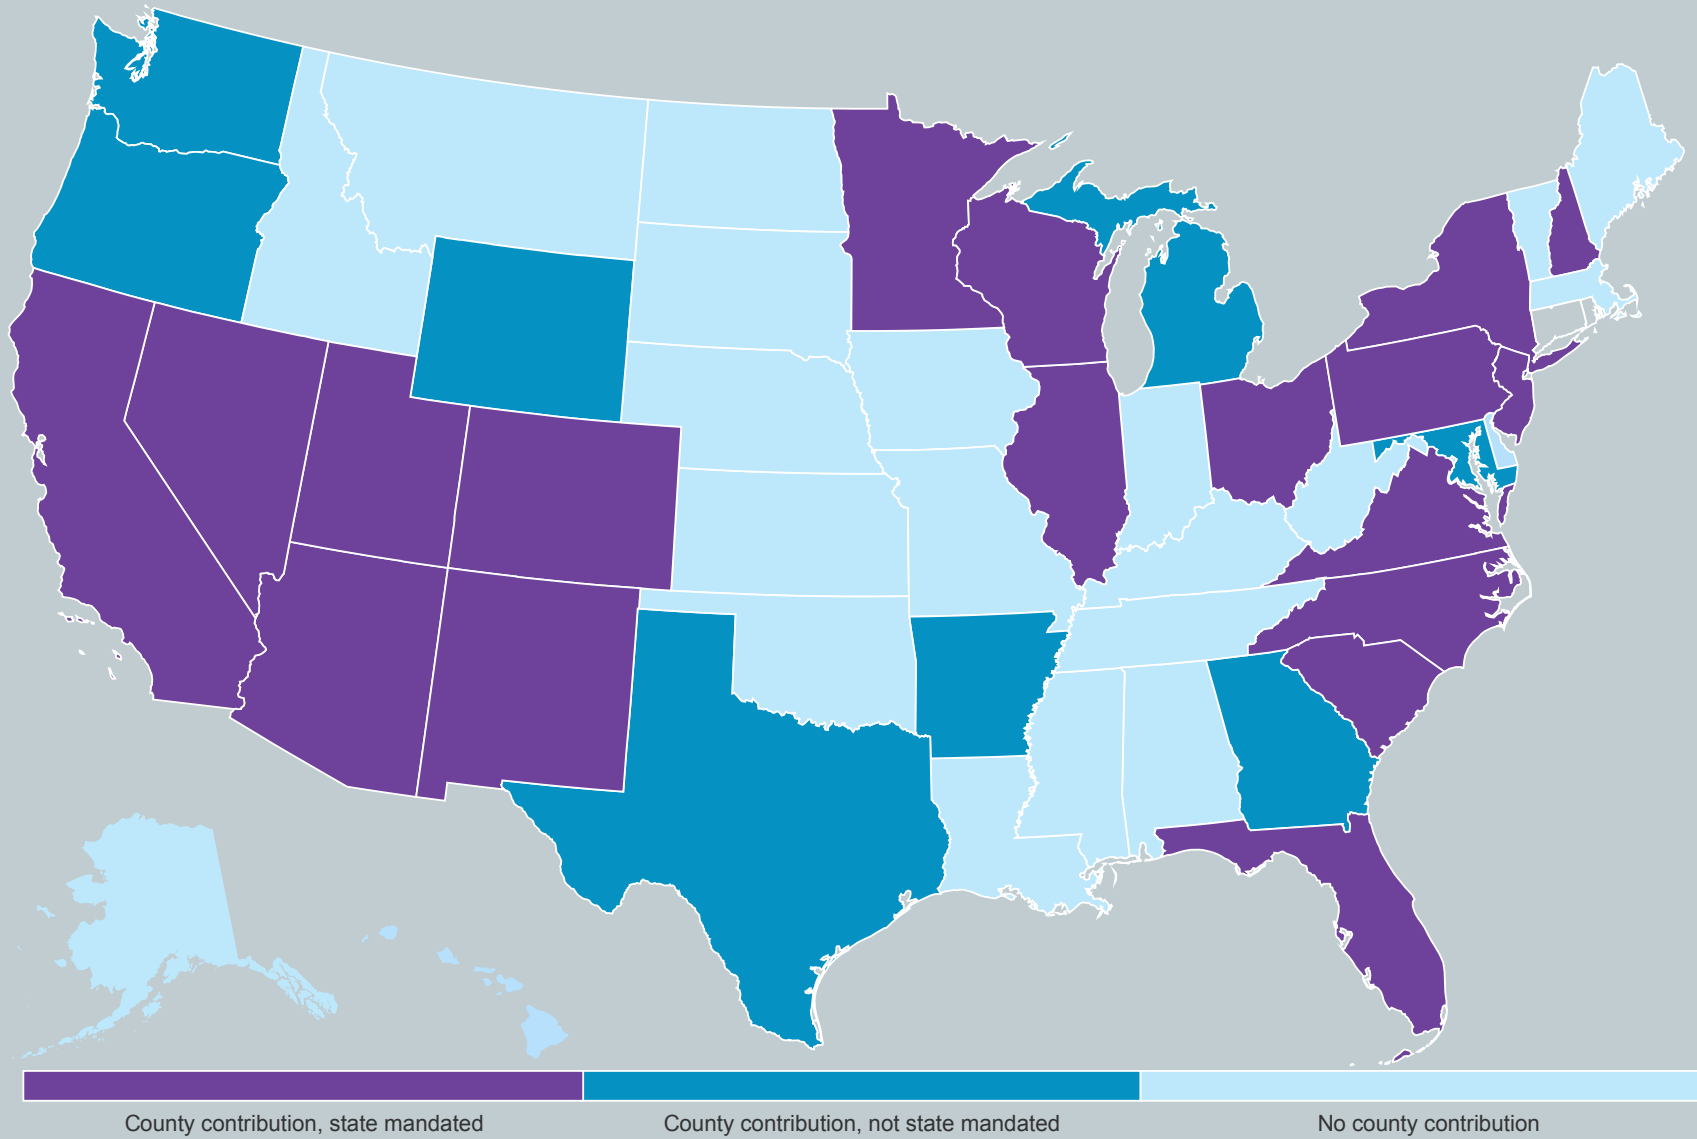 County contribution, state mandated
County contribution, not state mandated
No county contribution